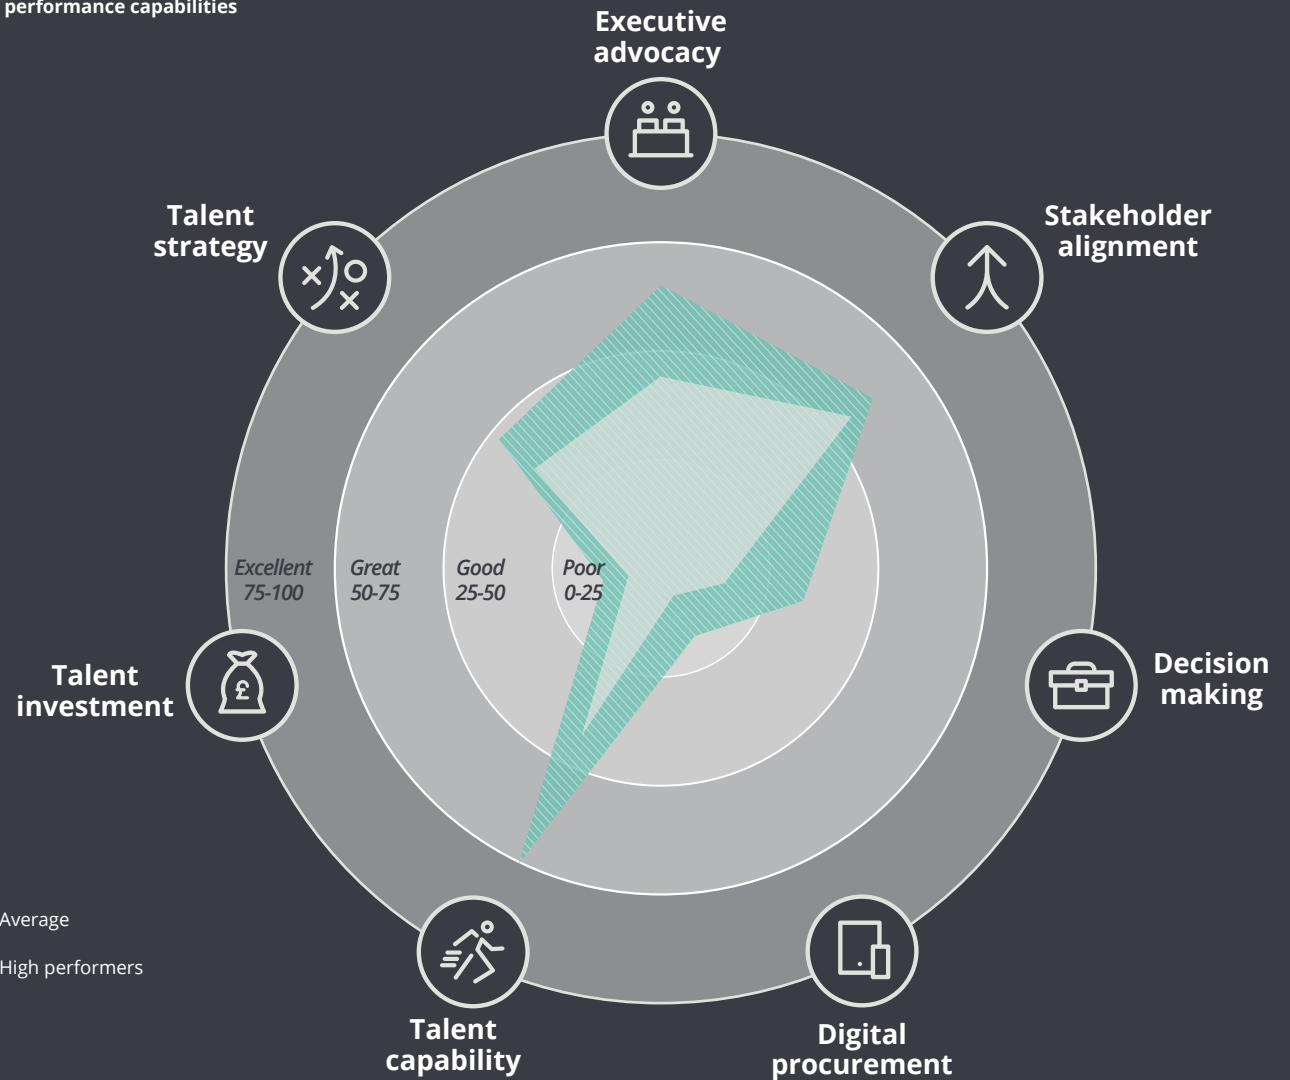 performance capabilities
Executive
advocacy
Talent
strategy
Stakeholder
alignment
Excellent
75-100
Great
50-75
Good
25-50
Poor
0-25
Talent
investment
£
Decision
making
Average
High performers
Talent
capability
Digital
procurement